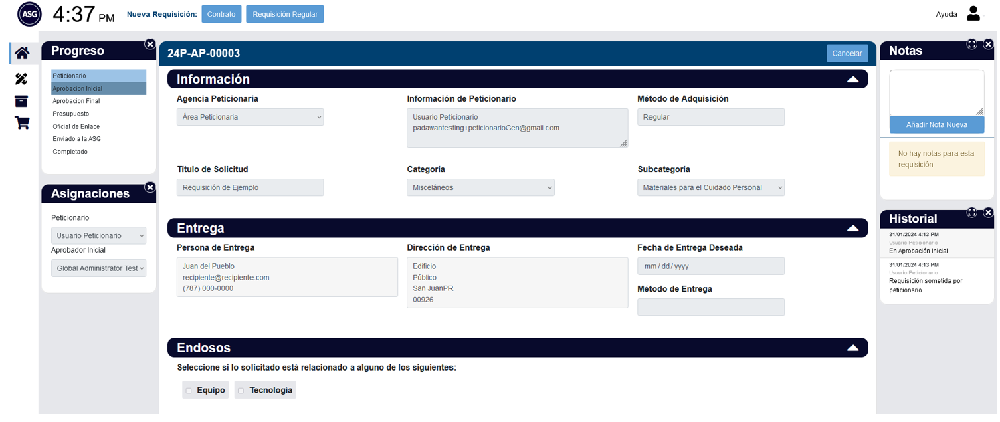 ASG
4:37 PM
Nueva Requisición:
Contrato
Requisición Regular
Ayuda
Progreso
Peticionario
Aprobacion Inicial
Aprobacion Final
Presupuesto
Oficial de Enlace
Enviado a la ASG
Completado
Asignaciones
Peticionario
Usuario Peticionario
Aprobador Inicial
Global Administrator Test
24P-AP-00003
Cancelar
Información
Agencia Peticionaria
Área Peticionaria
Información de Peticionario
Usuario Peticionario
padawantesting+peticionarioGen@gmail.com
Método de Adquisición
Regular
Título de Solicitud
Requisición de Ejemplo
Categoría
Misceláneos
Subcategoría
Materiales para el Cuidado Personal
Entrega
Persona de Entrega
Juan del Pueblo
recipiente@recipiente.com
(787) 000-0000
Dirección de Entrega
Edificio
Público
San JuanPR
00926
Fecha de Entrega Deseada
mm/dd/yyyy
Método de Entrega
Endosos
Seleccione si lo solicitado está relacionado a alguno de los siguientes:
Equipo
Tecnología
Notas
Añadir Nota Nueva
No hay notas para esta
requisición
Historial
31/01/2024 4:13 PM
Usuario Peticionario
En Aprobación Inicial
31/01/2024 4:13 PM
Usuario Peticionario
Requisición sometida por
peticionario